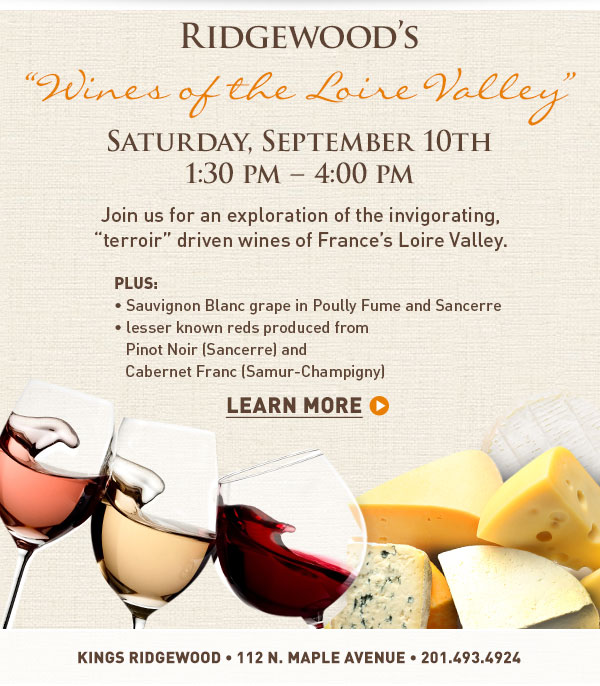 RIDGEWOOD'S
"Wines of the Loire Valley"
SATURDAY, SEPTEMBER 10TH
1:30 PM – 4:00 PM
Join us for an exploration of the invigorating,
"terroir" driven wines of France's Loire Valley.
PLUS:
• Sauvignon Blanc grape in Poully Fume and Sancerre
• lesser known reds produced from
Pinot Noir (Sancerre) and
Cabernet Franc (Samur-Champigny)
LEARN MORE
KINGS RIDGEWOOD • 112 N. MAPLE AVENUE • 201.493.4924